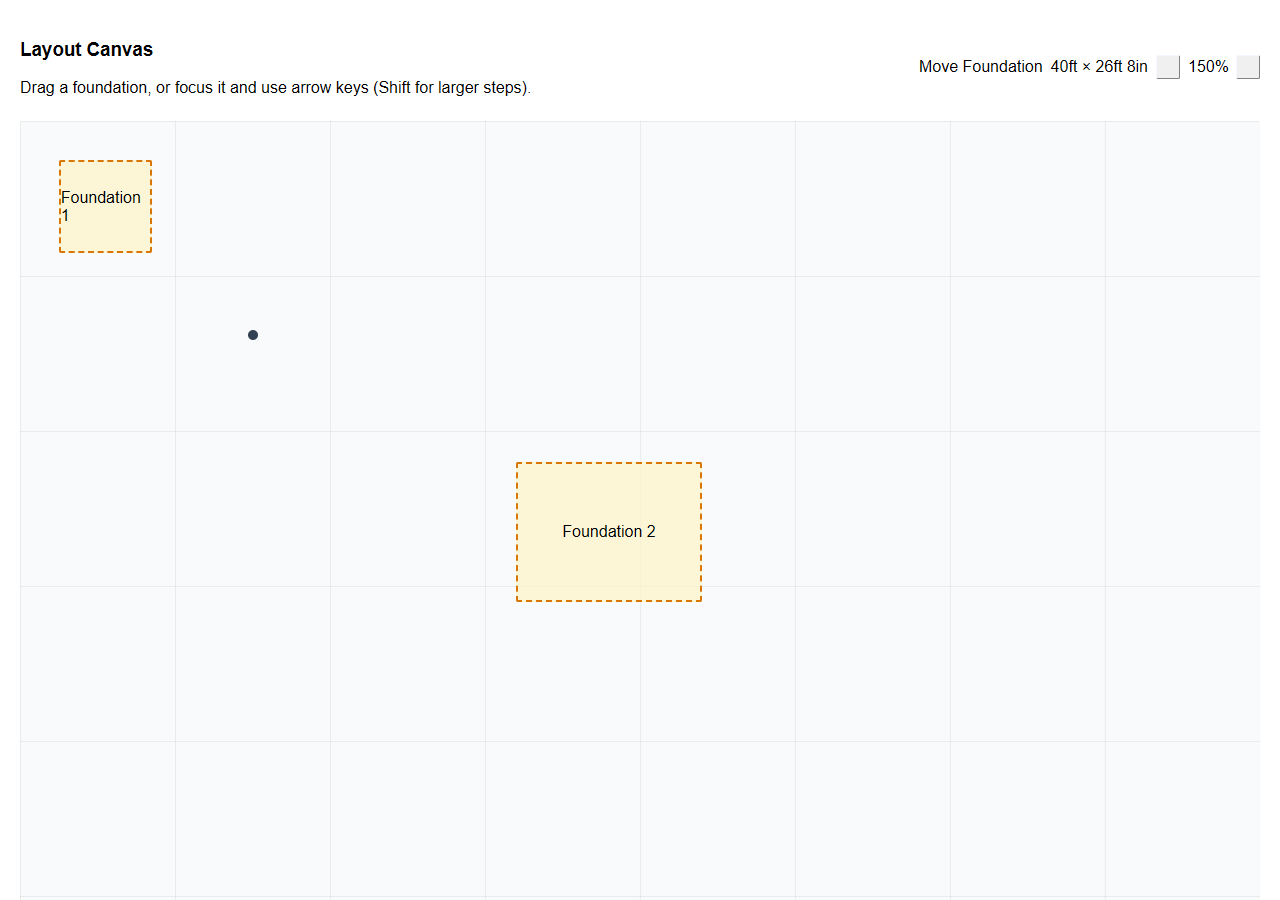 Layout Canvas
Drag a foundation, or focus it and use arrow keys (Shift for larger steps).
Move Foundation 40ft × 26ft 8in 150%
Foundation
1
Foundation 2